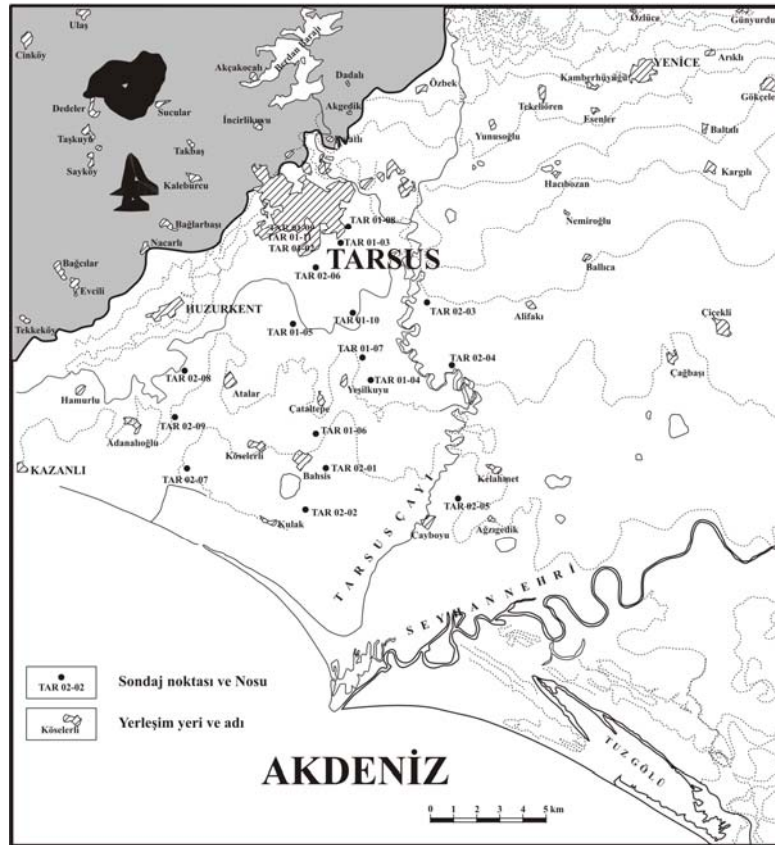 Ulaş
Özlüce
Günyurdu
Cinköy
Akçakocalı
Berdan Barajı
Dadalı
Özbek
YENİCE
Arıklı
Kamberhüyüğü
Gökçeler
Dedeler
Sucular
Akgedik
Tekeliören
Esenler
İncirlikuyu
Taşkuyu
Yunusoğlu
Baltalı
Takbaş
Sayköy
Kaleburcu
Hacıbozan
Kargılı
Bağlarbaşı
Nemiroğlu
TAR 01-08
TAR 01-11
TAR 01-03
Nacarlı
TARSUS
Bağcılar
Ballıca
TAR 02-06
Evcili
HUZURKENT
TAR 02-03
Alifakı
Çiçekli
TAR 01-10
Tekkeköy
TAR 01-05
TAR 01-07
TAR 02-04
Çağbaşı
TAR 02-08
Atalar
Yeşilkuyu
TAR 01-04
Hamurlu
Çataltepe
TAR 02-09
Adanalıoğlu
TAR 01-06
Köselerli
KAZANLI
Bahsis
TAR 02-01
Kelahmet
TAR 02-07
TAR 02-05
TAR 02-02
Kulak
Çayboyu
Ağzıgedik
TARSUS ÇAYI
SEYHAN NEHRİ
TAR 02-02
Sondaj noktası ve Nosu
Köselerli
Yerleşim yeri ve adı
TUZ GÖLÜ
AKDENİZ
0 1 2 3 4 5 km